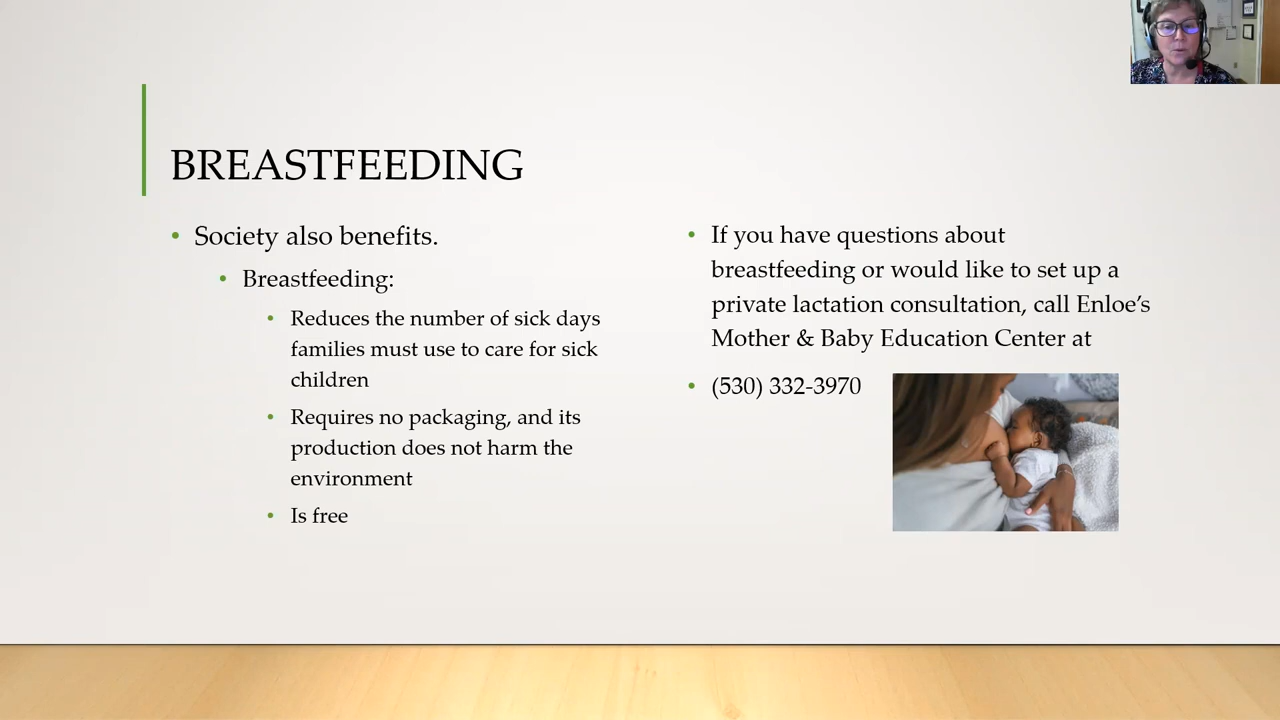 BREASTFEEDING
• Society also benefits.
• Breastfeeding:
• Reduces the number of sick days
families must use to care for sick
children
• Requires no packaging, and its
production does not harm the
environment
• Is free
• If you have questions about
breastfeeding or would like to set up a
private lactation consultation, call Enloe’s
Mother & Baby Education Center at
• (530) 332-3970